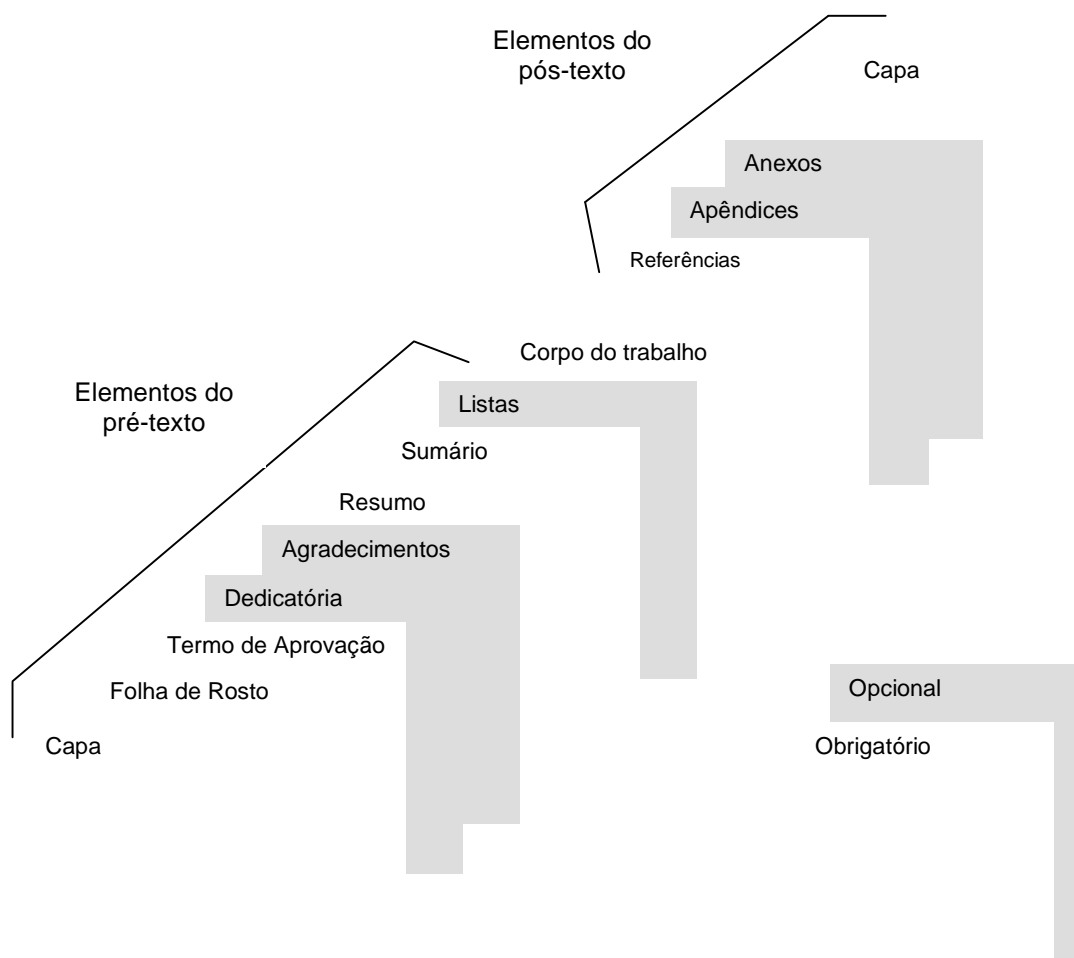 Elementos do
pós-texto
Capa
Anexos
Apêndices
Referências
Corpo do trabalho
Elementos do
pré-texto
Listas
Sumário
Resumo
Agradecimentos
Dedicatória
Termo de Aprovação
Folha de Rosto
Capa
Opcional
Obrigatório